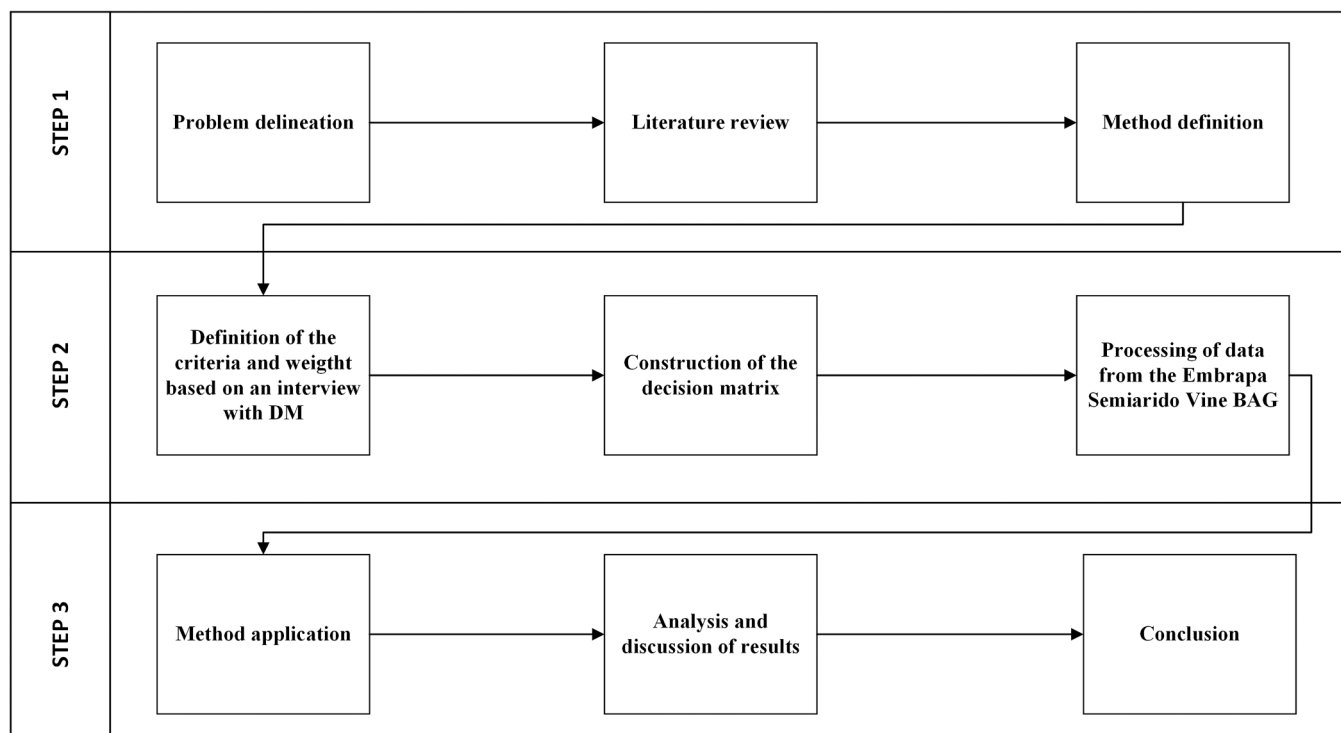 STEP 1
Problem delineation
Literature review
Method definition
STEP 2
Definition of the
criteria and weigtht
based on an interview
with DM
Construction of the
decision matrix
Processing of data
from the Embrapa
Semiarido Vine BAG
STEP 3
Method application
Analysis and
discussion of results
Conclusion